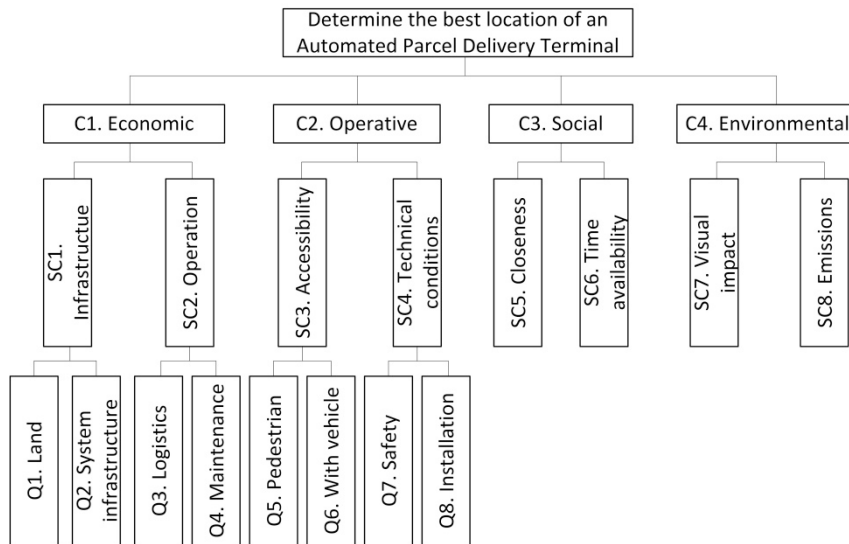 Determine the best location of an
Automated Parcel Delivery Terminal
C1. Economic
C2. Operative
C3. Social
C4. Environmental
SC1.
Infrastructue
SC2. Operation
SC3. Accessibility
SC4. Technical
conditions
SC5. Closeness
SC6. Time
availability
SC7. Visual
impact
SC8. Emissions
Q1. Land
Q2. System
infrastructure
Q3. Logistics
Q4. Maintenance
Q5. Pedestrian
Q6. With vehicle
Q7. Safety
Q8. Installation